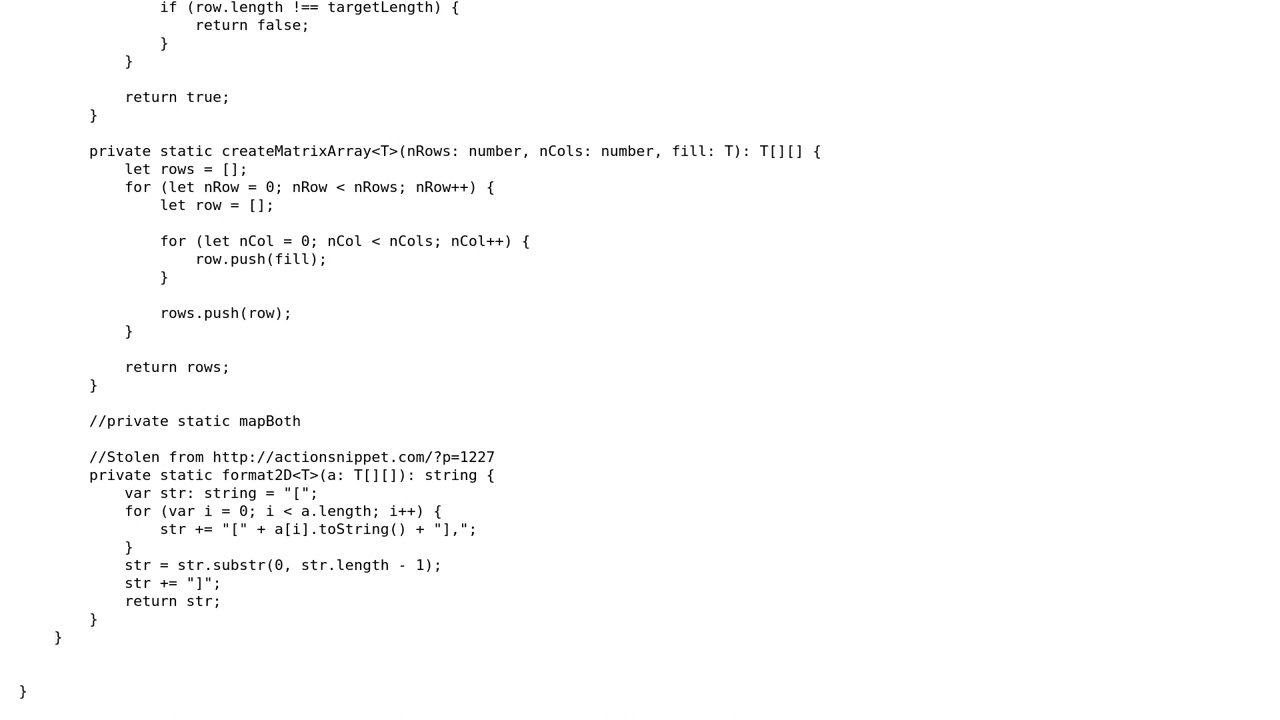 if (row.length !== targetLength) {
                    return false;
                }
            }

            return true;
        }

        private static createMatrixArray<T>(nRows: number, nCols: number, fill: T): T[][] {
            let rows = [];
            for (let nRow = 0; nRow < nRows; nRow++) {
                let row = [];

                for (let nCol = 0; nCol < nCols; nCol++) {
                    row.push(fill);
                }

                rows.push(row);
            }

            return rows;
        }

        //private static mapBoth

        //Stolen from http://actionsnippet.com/?p=1227
        private static format2D<T>(a: T[][]): string {
            var str: string = "[";
            for (var i = 0; i < a.length; i++) {
                str += "[" + a[i].toString() + "],";
            }
            str = str.substr(0, str.length - 1);
            str += "]";
            return str;
        }
    }


}